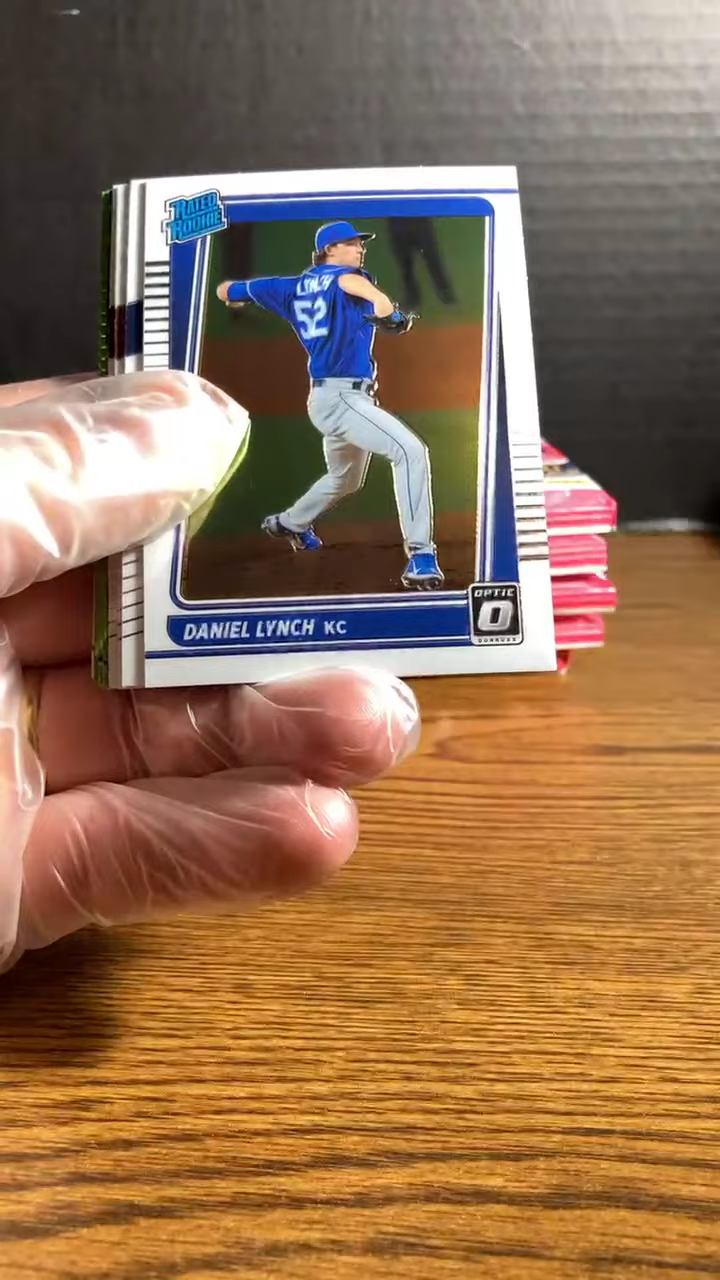 RATED
ROOKIE
LYNCH
52
DANIEL LYNCH KC
OPTIC
O
DONRUSS